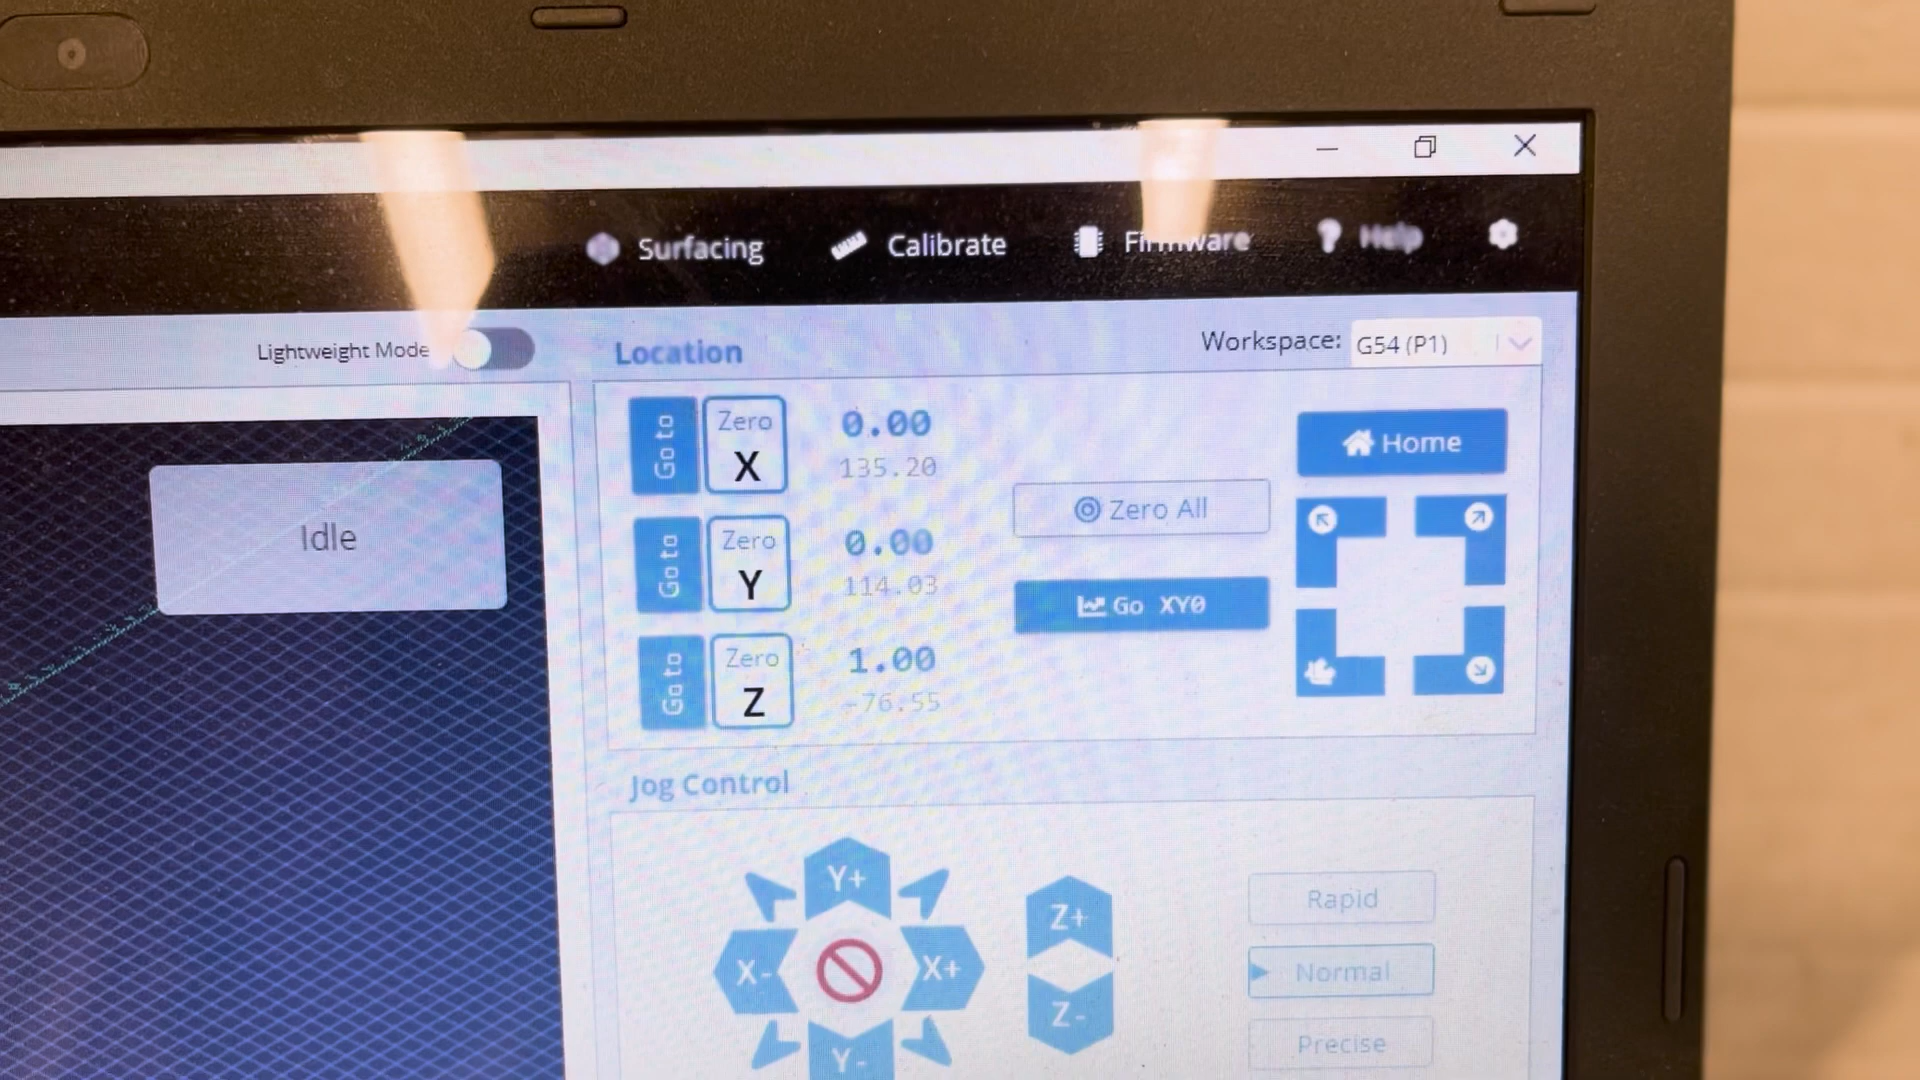 Surfacing Calibrate Firmware Help
Lightweight Mode
Location
Workspace: G54 (P1)
Go to Zero X 0.00
135.20
Home
Zero All
Go to Zero Y 0.00
114.03
Go XY0
Go to Zero Z 1.00
-76.55
Idle
Jog Control
Y+
X-
X+
Y-
Z+
Z-
Rapid
Normal
Precise